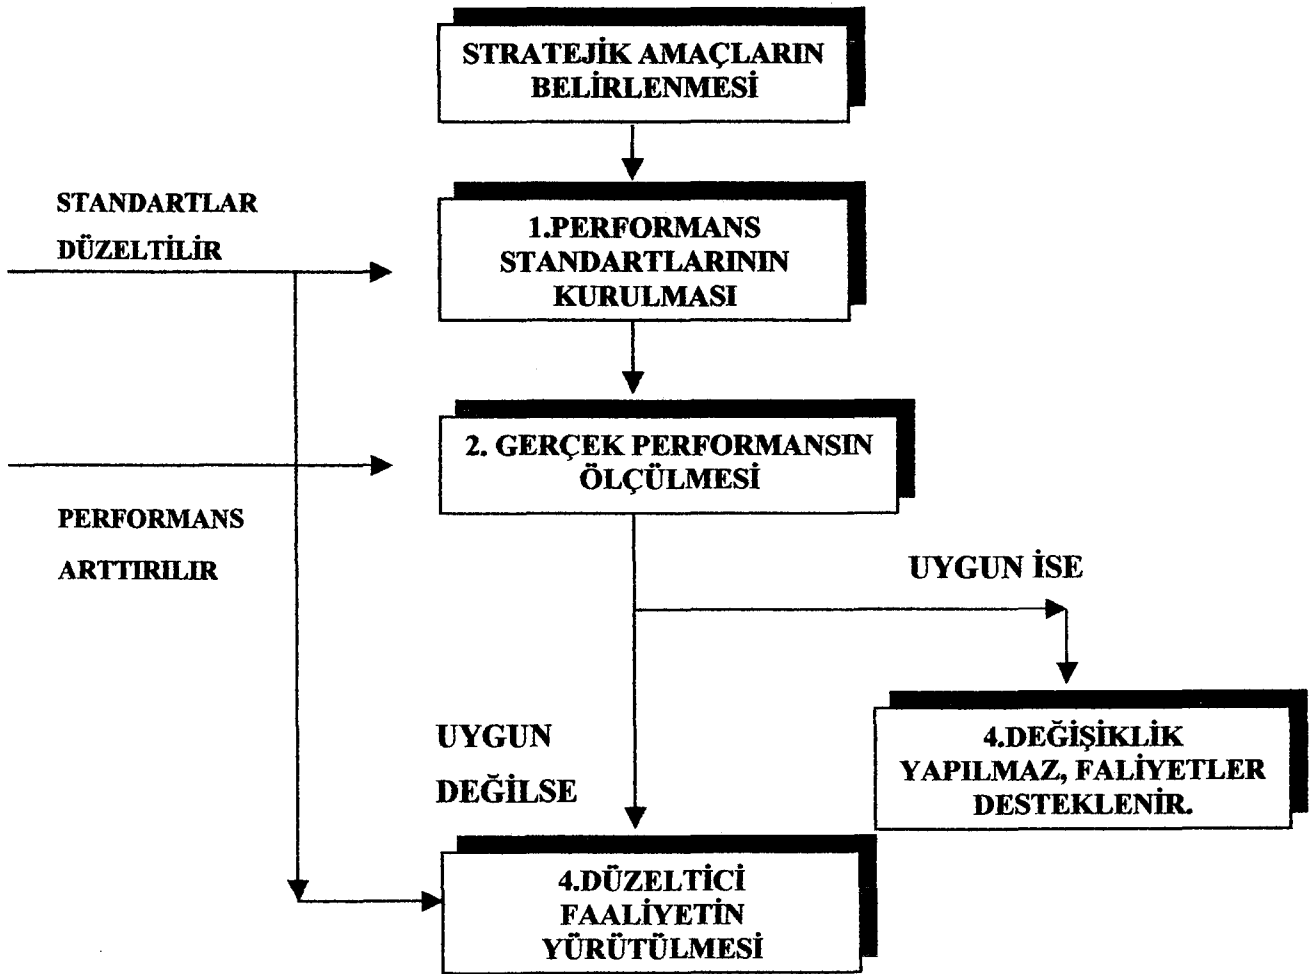 STRATEJİK AMAÇLARIN
BELİRLENMESİ
STANDARTLAR
DÜZELTİLİR
1.PERFORMANS
STANDARTLARININ
KURULMASI
2. GERÇEK PERFORMANSIN
ÖLÇÜLMESİ
PERFORMANS
ARTTIRILIR
UYGUN İSE
UYGUN
DEĞİLSE
4.DEĞİŞİKLİK
YAPILMAZ, FALİYETLER
DESTEKLENİR.
4.DÜZELTİCİ
FAALİYETİN
YÜRÜTÜLMESİ